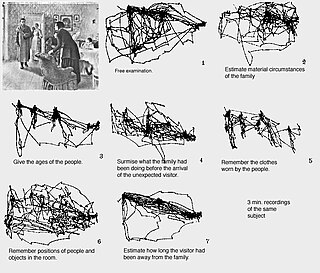 Free examination.
1
Estimate material circumstances
of the family
2
Give the ages of the people.
3
Surmise what the family had
been doing before the arrival
of the unexpected visitor.
4
Remember the clothes
worn by the people.
5
Remember positions of people and
objects in the room.
6
Estimate how long the visitor had
been away from the family.
7
3 min. recordings
of the same
subject